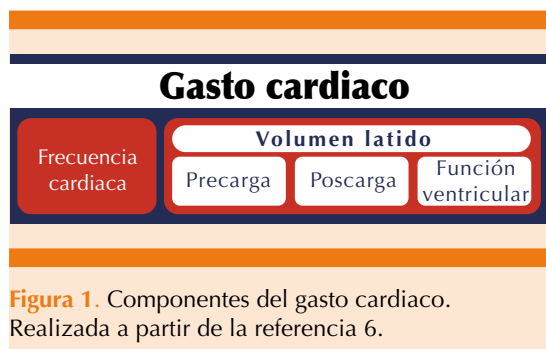 Gasto cardiaco
Frecuencia
cardiaca
Volumen latido
Precarga
Poscarga
Función
ventricular
Figura 1. Componentes del gasto cardiaco.
Realizada a partir de la referencia 6.